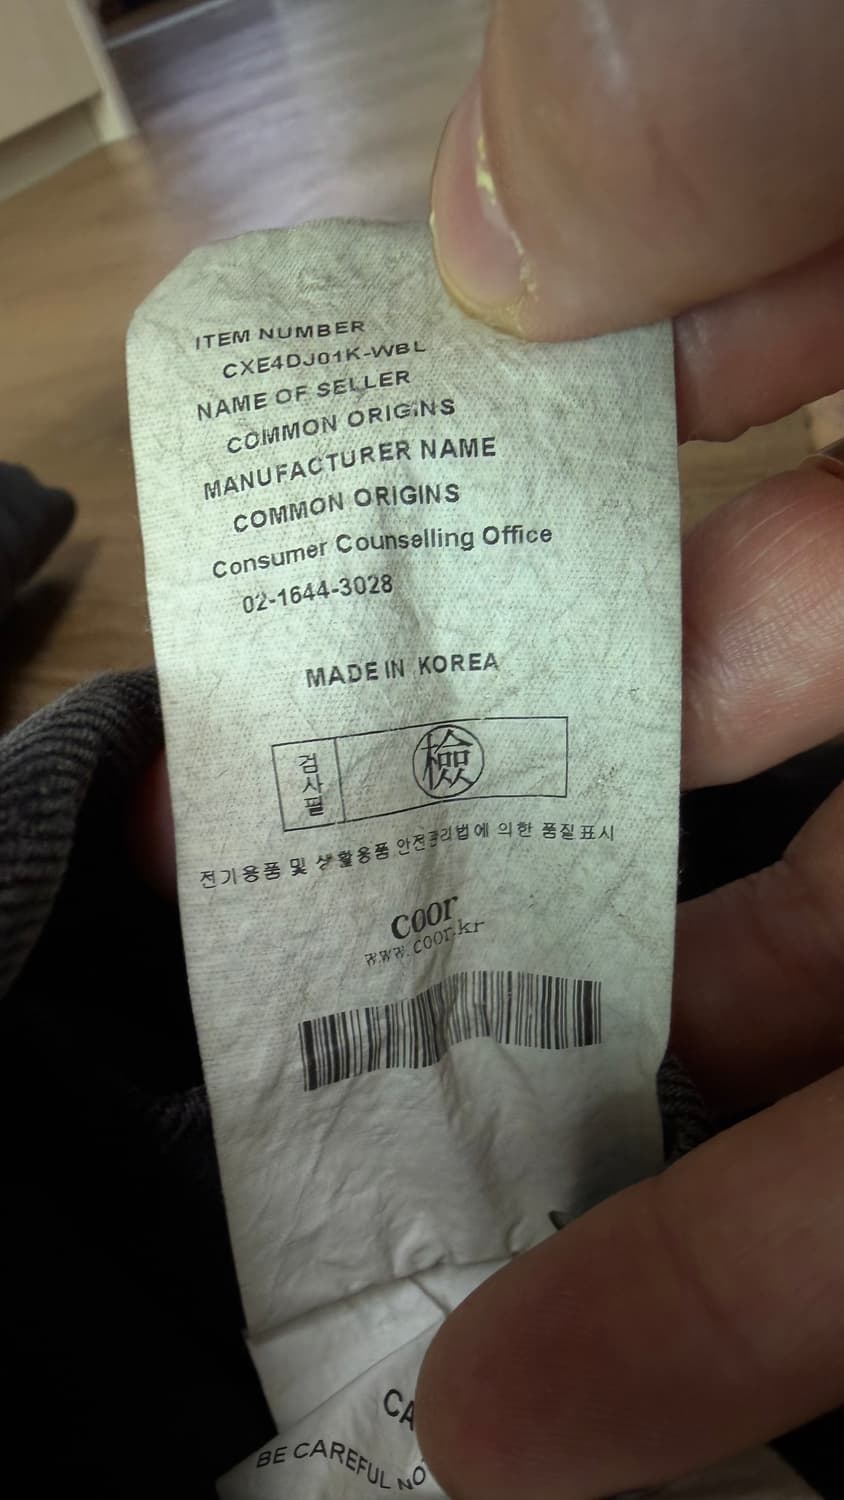 ITEM NUMBER
CXE4DJ01K-WBL
NAME OF SELLER
COMMON ORIGINS
MANUFACTURER NAME
COMMON ORIGINS
Consumer Counselling Office
02-1644-3028
MADE IN KOREA
검사필
檢
전기용품 및 생활용품 안전관리법에 의한 품질표시
coor
www.coor.kr
CA
BE CAREFUL NO